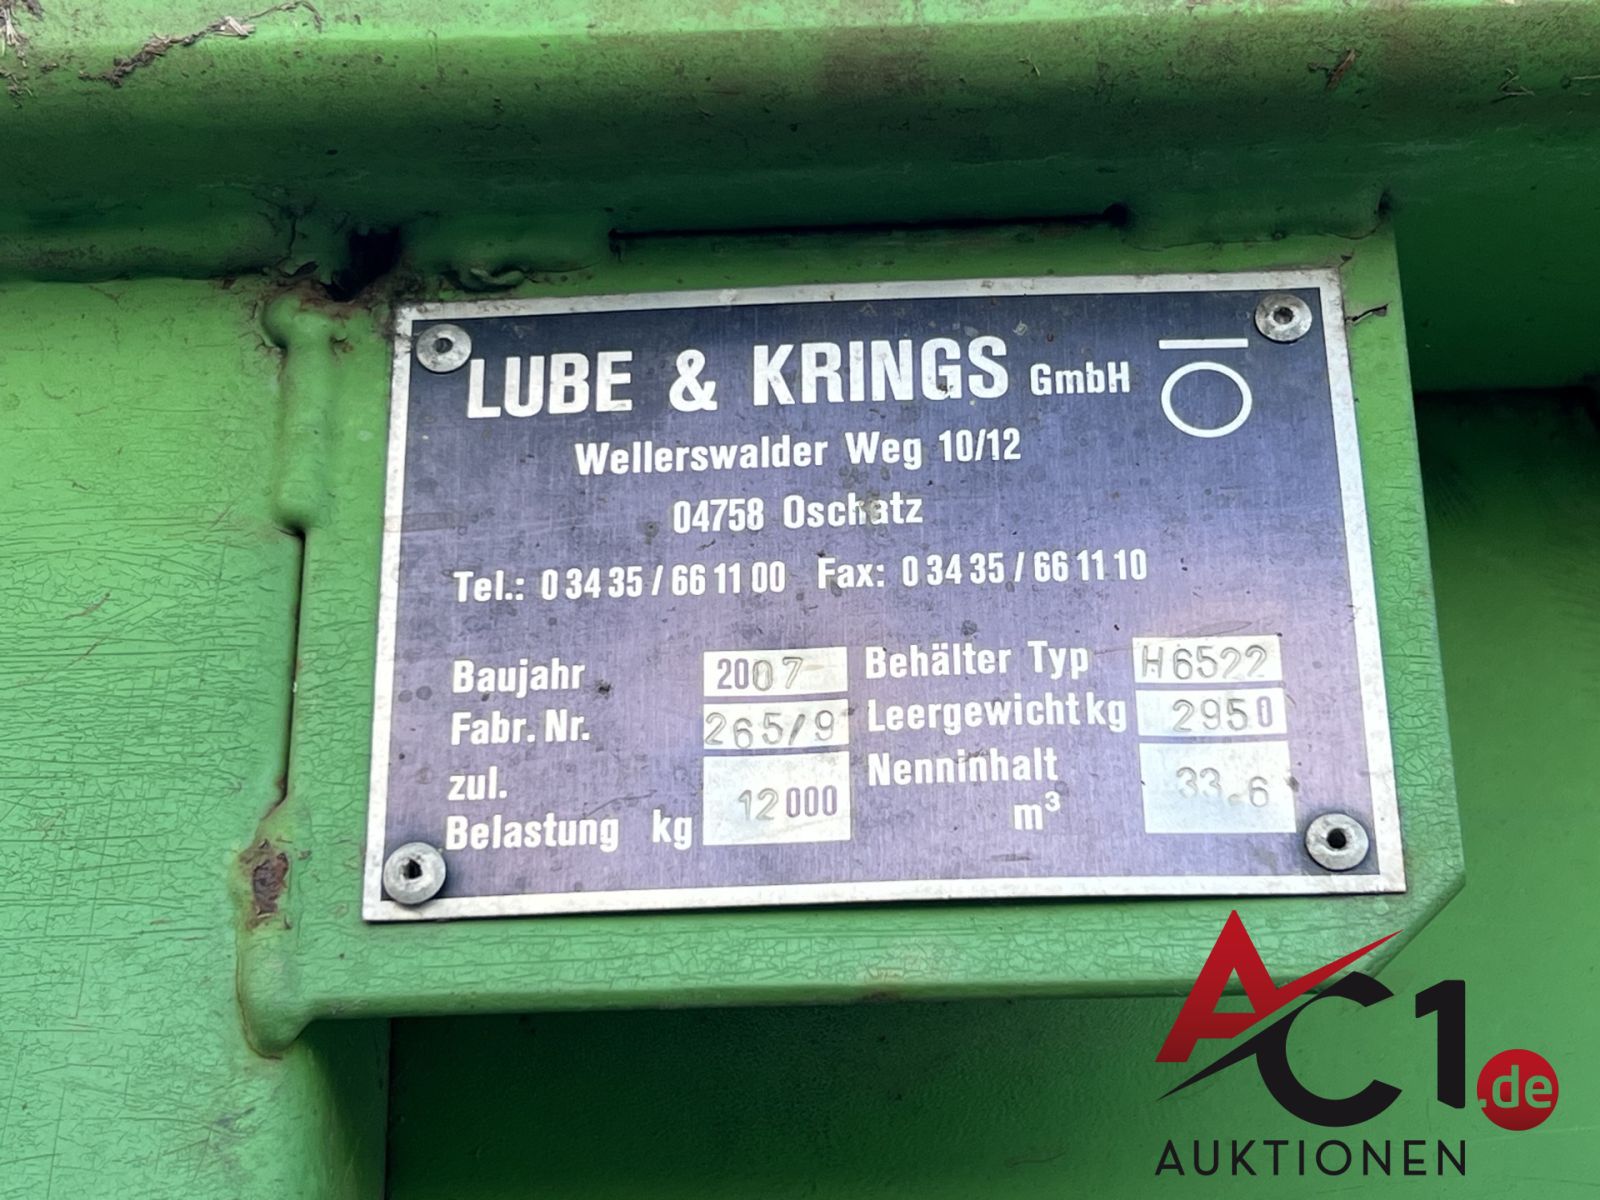 LUBE & KRINGS GmbH
Wellerswalder Weg 10/12
04758 Oschatz
Tel.: 0 34 35 / 66 11 00 Fax: 0 34 35 / 66 11 10
Baujahr 2007 Behälter Typ H6522
Fabr. Nr. 265/9 Leergewicht kg 2950
zul. Belastung kg 12000 Nenninhalt m³ 33.6
AC1.de
AUKTIONEN